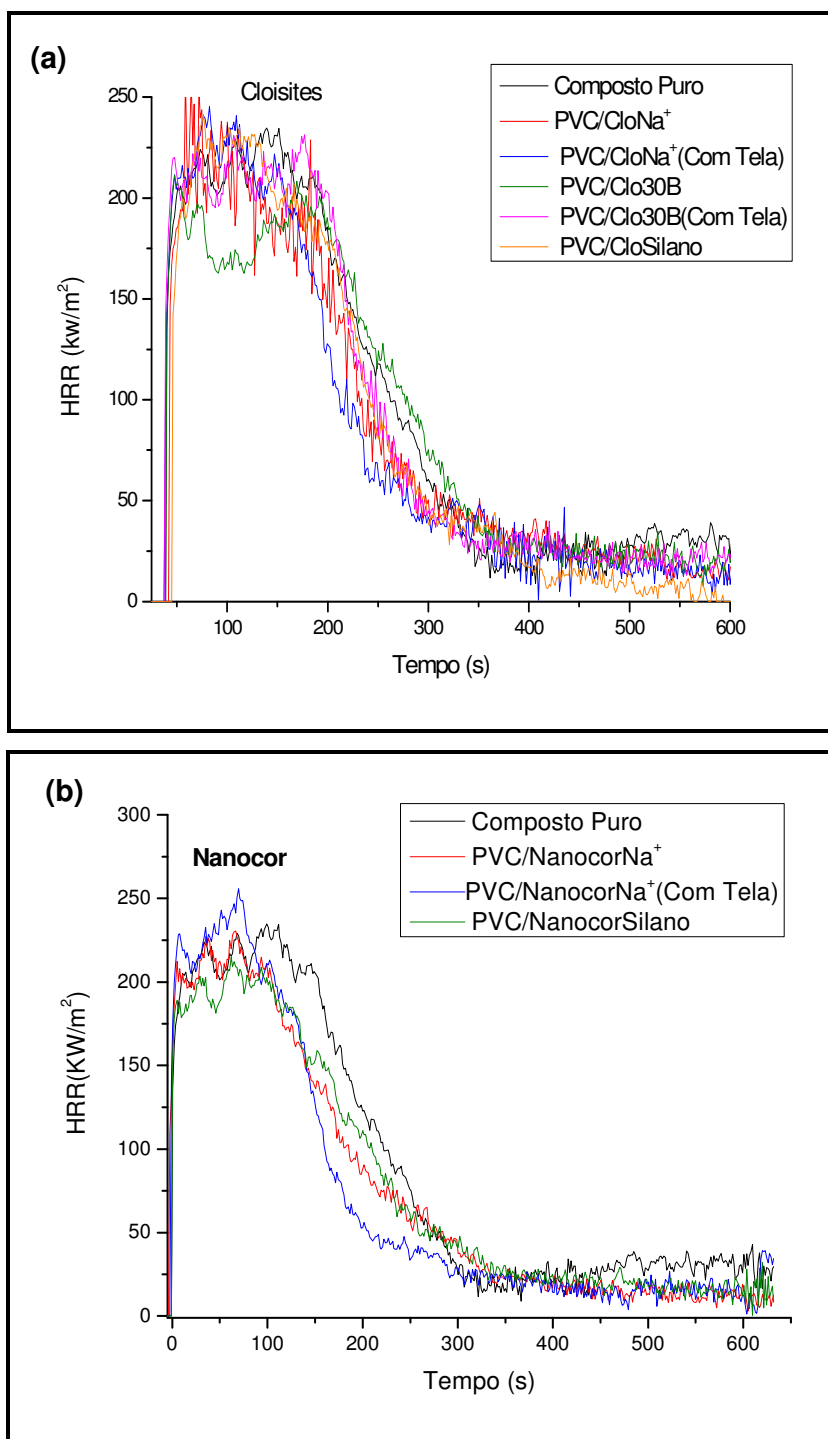 (a)
Cloisites
Composto Puro
PVC/CloNa⁺
PVC/CloNa⁺(Com Tela)
PVC/Clo30B
PVC/Clo30B(Com Tela)
PVC/CloSilano
250
200
150
100
50
0
HRR (kw/m²)
100 200 300 400 500 600
Tempo (s)
(b)
Nanocor
Composto Puro
PVC/NanocorNa⁺
PVC/NanocorNa⁺(Com Tela)
PVC/NanocorSilano
300
250
200
150
100
50
0
HRR(KW/m²)
0 100 200 300 400 500 600
Tempo (s)